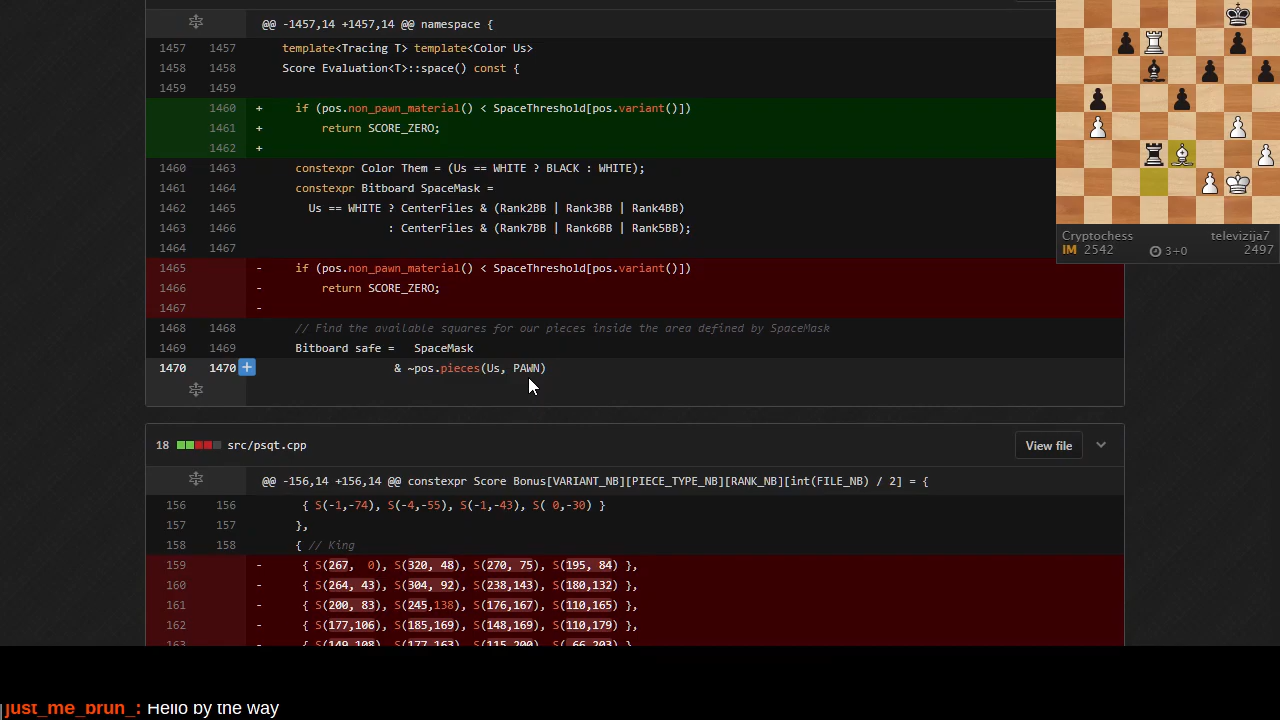 @@ -1457,14 +1457,14 @@ namespace {
1457 1457 template<Tracing T> template<Color Us>
1458 1458 Score Evaluation<T>::space() const {
1459 1459
1460 + if (pos.non_pawn_material() < SpaceThreshold[pos.variant()])
1461 + return SCORE_ZERO;
1462 +
1460 1463 constexpr Color Them = (Us == WHITE ? BLACK : WHITE);
1461 1464 constexpr Bitboard SpaceMask =
1462 1465 Us == WHITE ? CenterFiles & (Rank2BB | Rank3BB | Rank4BB)
1463 1466 : CenterFiles & (Rank7BB | Rank6BB | Rank5BB);
1464 1467
1465 - if (pos.non_pawn_material() < SpaceThreshold[pos.variant()])
1466 - return SCORE_ZERO;
1467 -
1468 1468 // Find the available squares for our pieces inside the area defined by SpaceMask
1469 1469 Bitboard safe = SpaceMask
1470 1470 + & ~pos.pieces(Us, PAWN)
Cryptochess televizija7
IM 2542 3+0 2497
18 src/psqt.cpp View file
@@ -156,14 +156,14 @@ constexpr Score Bonus[VARIANT_NB][PIECE_TYPE_NB][RANK_NB][int(FILE_NB) / 2] = {
156 156 { S(-1,-74), S(-4,-55), S(-1,-43), S( 0,-30) }
157 157 },
158 158 { // King
159 - { S(267, 0), S(320, 48), S(270, 75), S(195, 84) },
160 - { S(264, 43), S(304, 92), S(238,143), S(180,132) },
161 - { S(200, 83), S(245,138), S(176,167), S(110,165) },
162 - { S(177,106), S(185,169), S(148,169), S(110,179) },
163 - { S(149,108), S(177,163), S(115,200), S( 66,203) },
just_me_brun_: Hello by the way